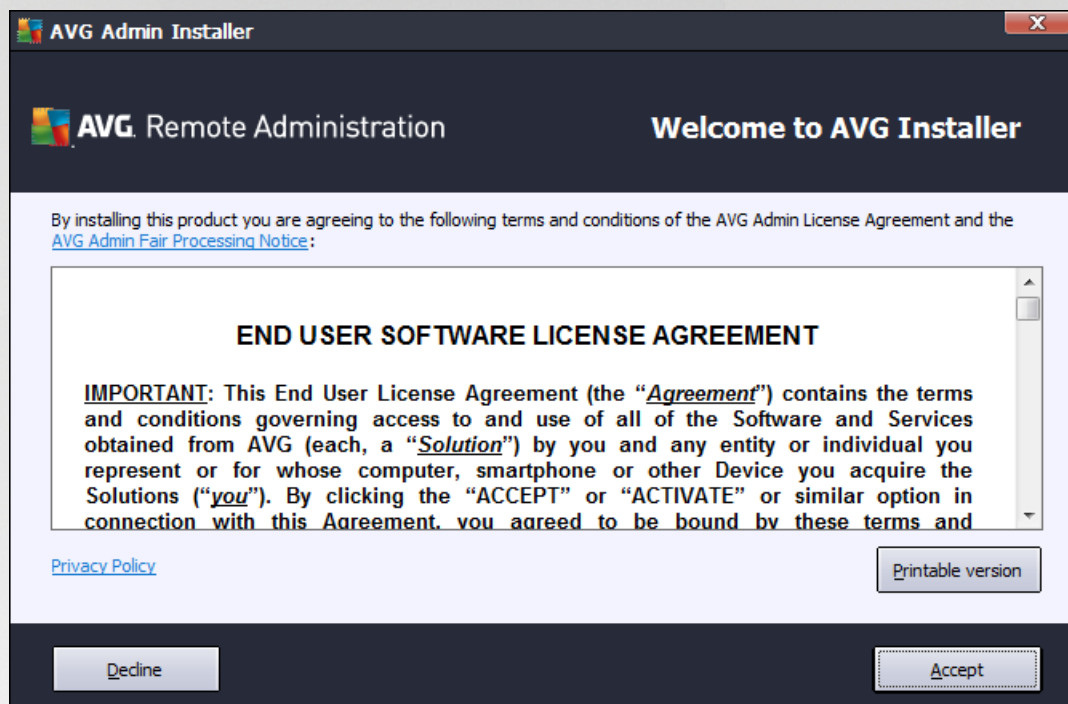 AVG Admin Installer
X
AVG. Remote Administration
Welcome to AVG Installer
By installing this product you are agreeing to the following terms and conditions of the AVG Admin License Agreement and the
AVG Admin Fair Processing Notice:
END USER SOFTWARE LICENSE AGREEMENT
IMPORTANT: This End User License Agreement (the “Agreement”) contains the terms
and conditions governing access to and use of all of the Software and Services
obtained from AVG (each, a “Solution”) by you and any entity or individual you
represent or for whose computer, smartphone or other Device you acquire the
Solutions (“you”). By clicking the “ACCEPT” or “ACTIVATE” or similar option in
connection with this Agreement, you agreed to be bound by these terms and
Privacy Policy
Printable version
Decline
Accept